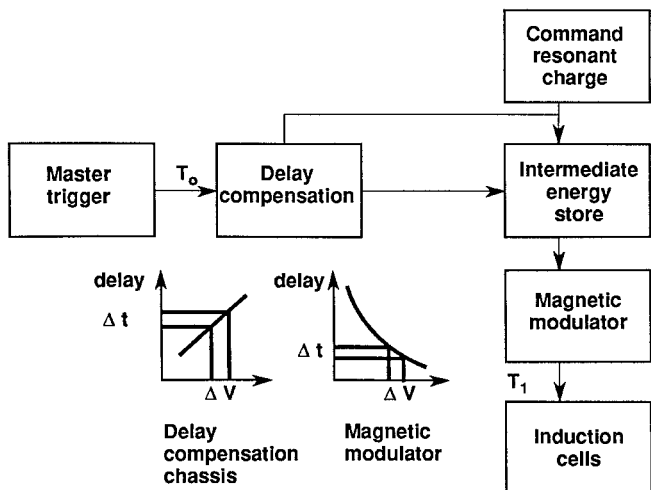 Command
resonant
charge
Master
trigger
T₀
Delay
compensation
Intermediate
energy
store
delay
Δ t
Δ V
Delay
compensation
chassis
delay
Δ t
Δ V
Magnetic
modulator
Magnetic
modulator
T₁
Induction
cells